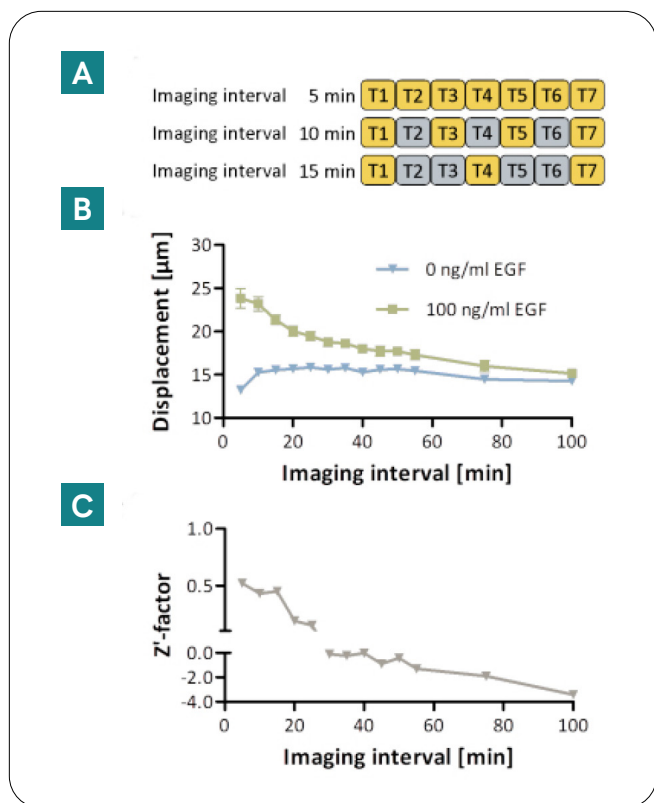 A
Imaging interval 5 min T1 T2 T3 T4 T5 T6 T7
Imaging interval 10 min T1 T2 T3 T4 T5 T6 T7
Imaging interval 15 min T1 T2 T3 T4 T5 T6 T7
B
Displacement [µm]
30
25
20
15
10
0 ng/ml EGF
100 ng/ml EGF
0 20 40 60 80 100
Imaging interval [min]
C
Z'-factor
1.0
0.5
0.0
-2.0
-4.0
0 20 40 60 80 100
Imaging interval [min]